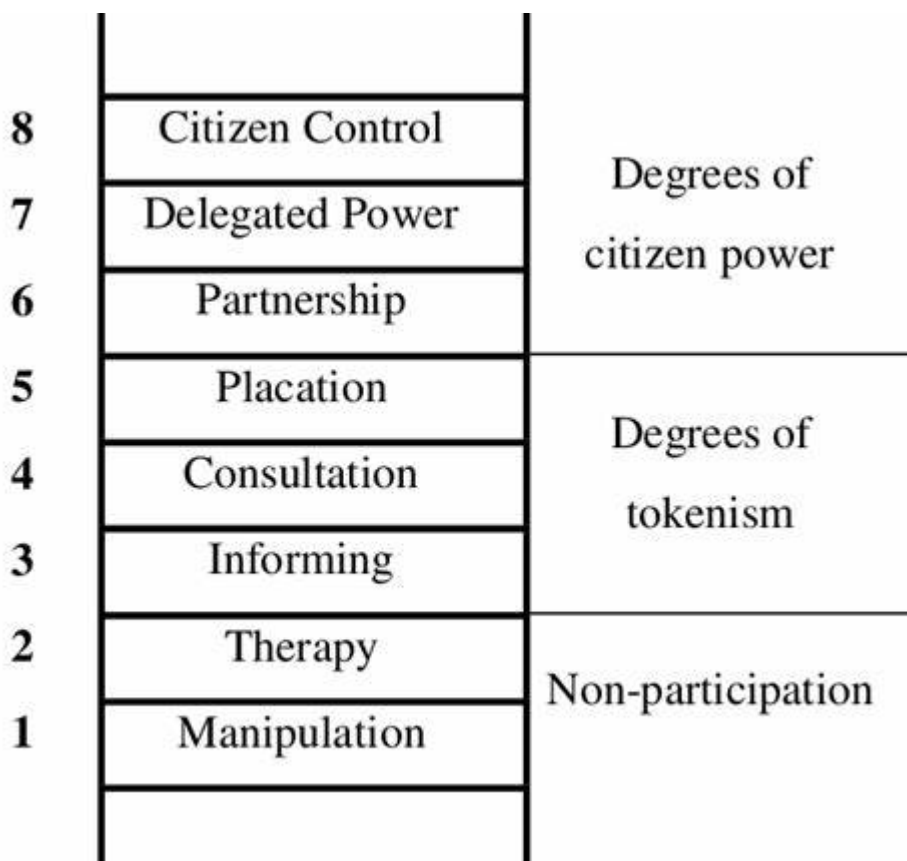 8 Citizen Control
7 Delegated Power
6 Partnership
Degrees of
citizen power
5 Placation
4 Consultation
3 Informing
Degrees of
tokenism
2 Therapy
1 Manipulation
Non-participation